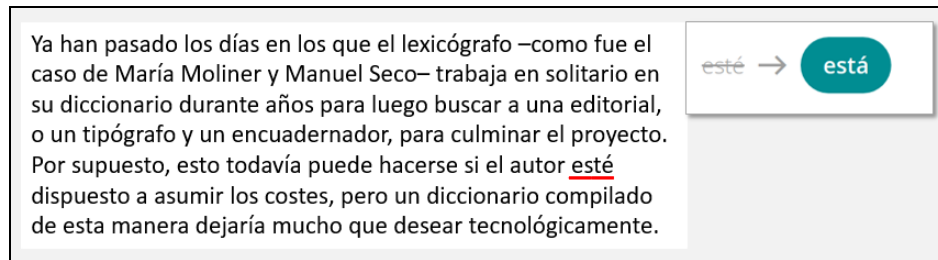 Ya han pasado los días en los que el lexicógrafo –como fue el
caso de María Moliner y Manuel Seco– trabaja en solitario en
su diccionario durante años para luego buscar a una editorial,
o un tipógrafo y un encuadernador, para culminar el proyecto.
Por supuesto, esto todavía puede hacerse si el autor esté
dispuesto a asumir los costes, pero un diccionario compilado
de esta manera dejaría mucho que desear tecnológicamente.
esté → está